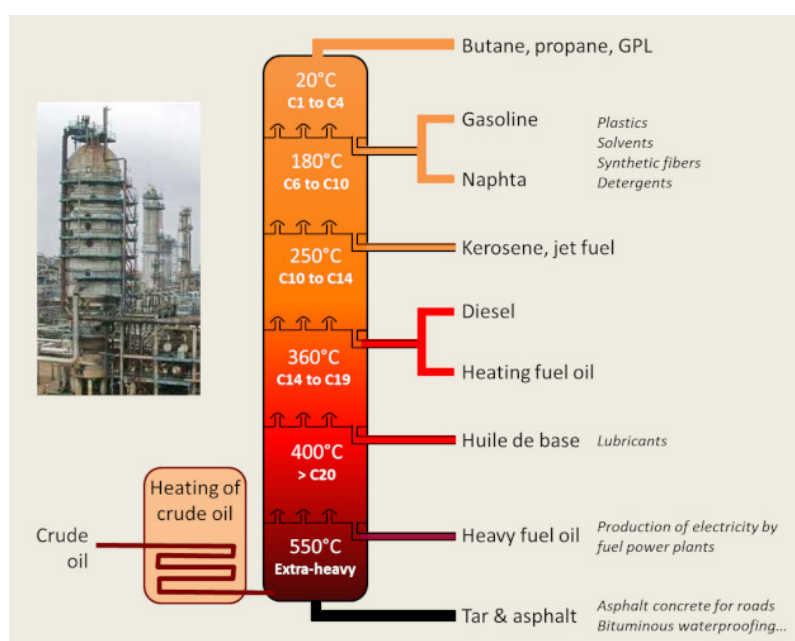 Butane, propane, GPL
20°C
C1 to C4
Gasoline
Plastics
Solvents
Synthetic fibers
Detergents
180°C
C6 to C10
Naphta
250°C
C10 to C14
Kerosene, jet fuel
Diesel
360°C
C14 to C19
Heating fuel oil
400°C
> C20
Huile de base
Lubricants
Heating of
crude oil
Crude
oil
550°C
Extra-heavy
Heavy fuel oil
Production of electricity by
fuel power plants
Tar & asphalt
Asphalt concrete for roads
Bituminous waterproofing...